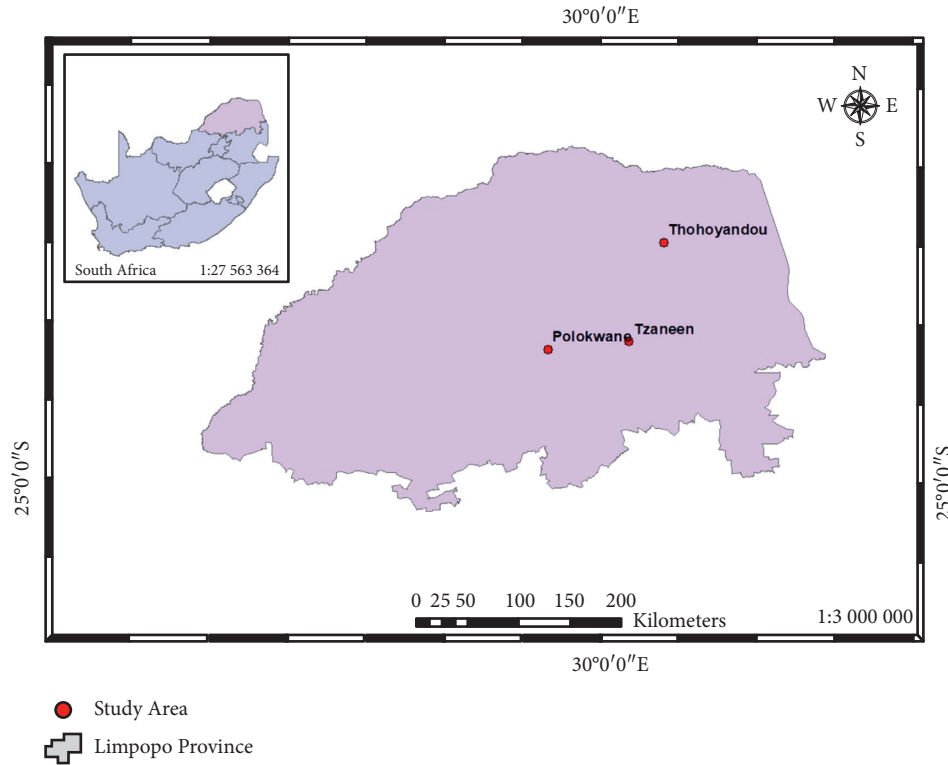 30°0′0″E
N
W E
S
South Africa 1:27 563 364
Thohoyandou
Polokwane Tzaneen
25°0′0″S
25°0′0″S
0 25 50 100 150 200
Kilometers
1:3 000 000
30°0′0″E
Study Area
Limpopo Province